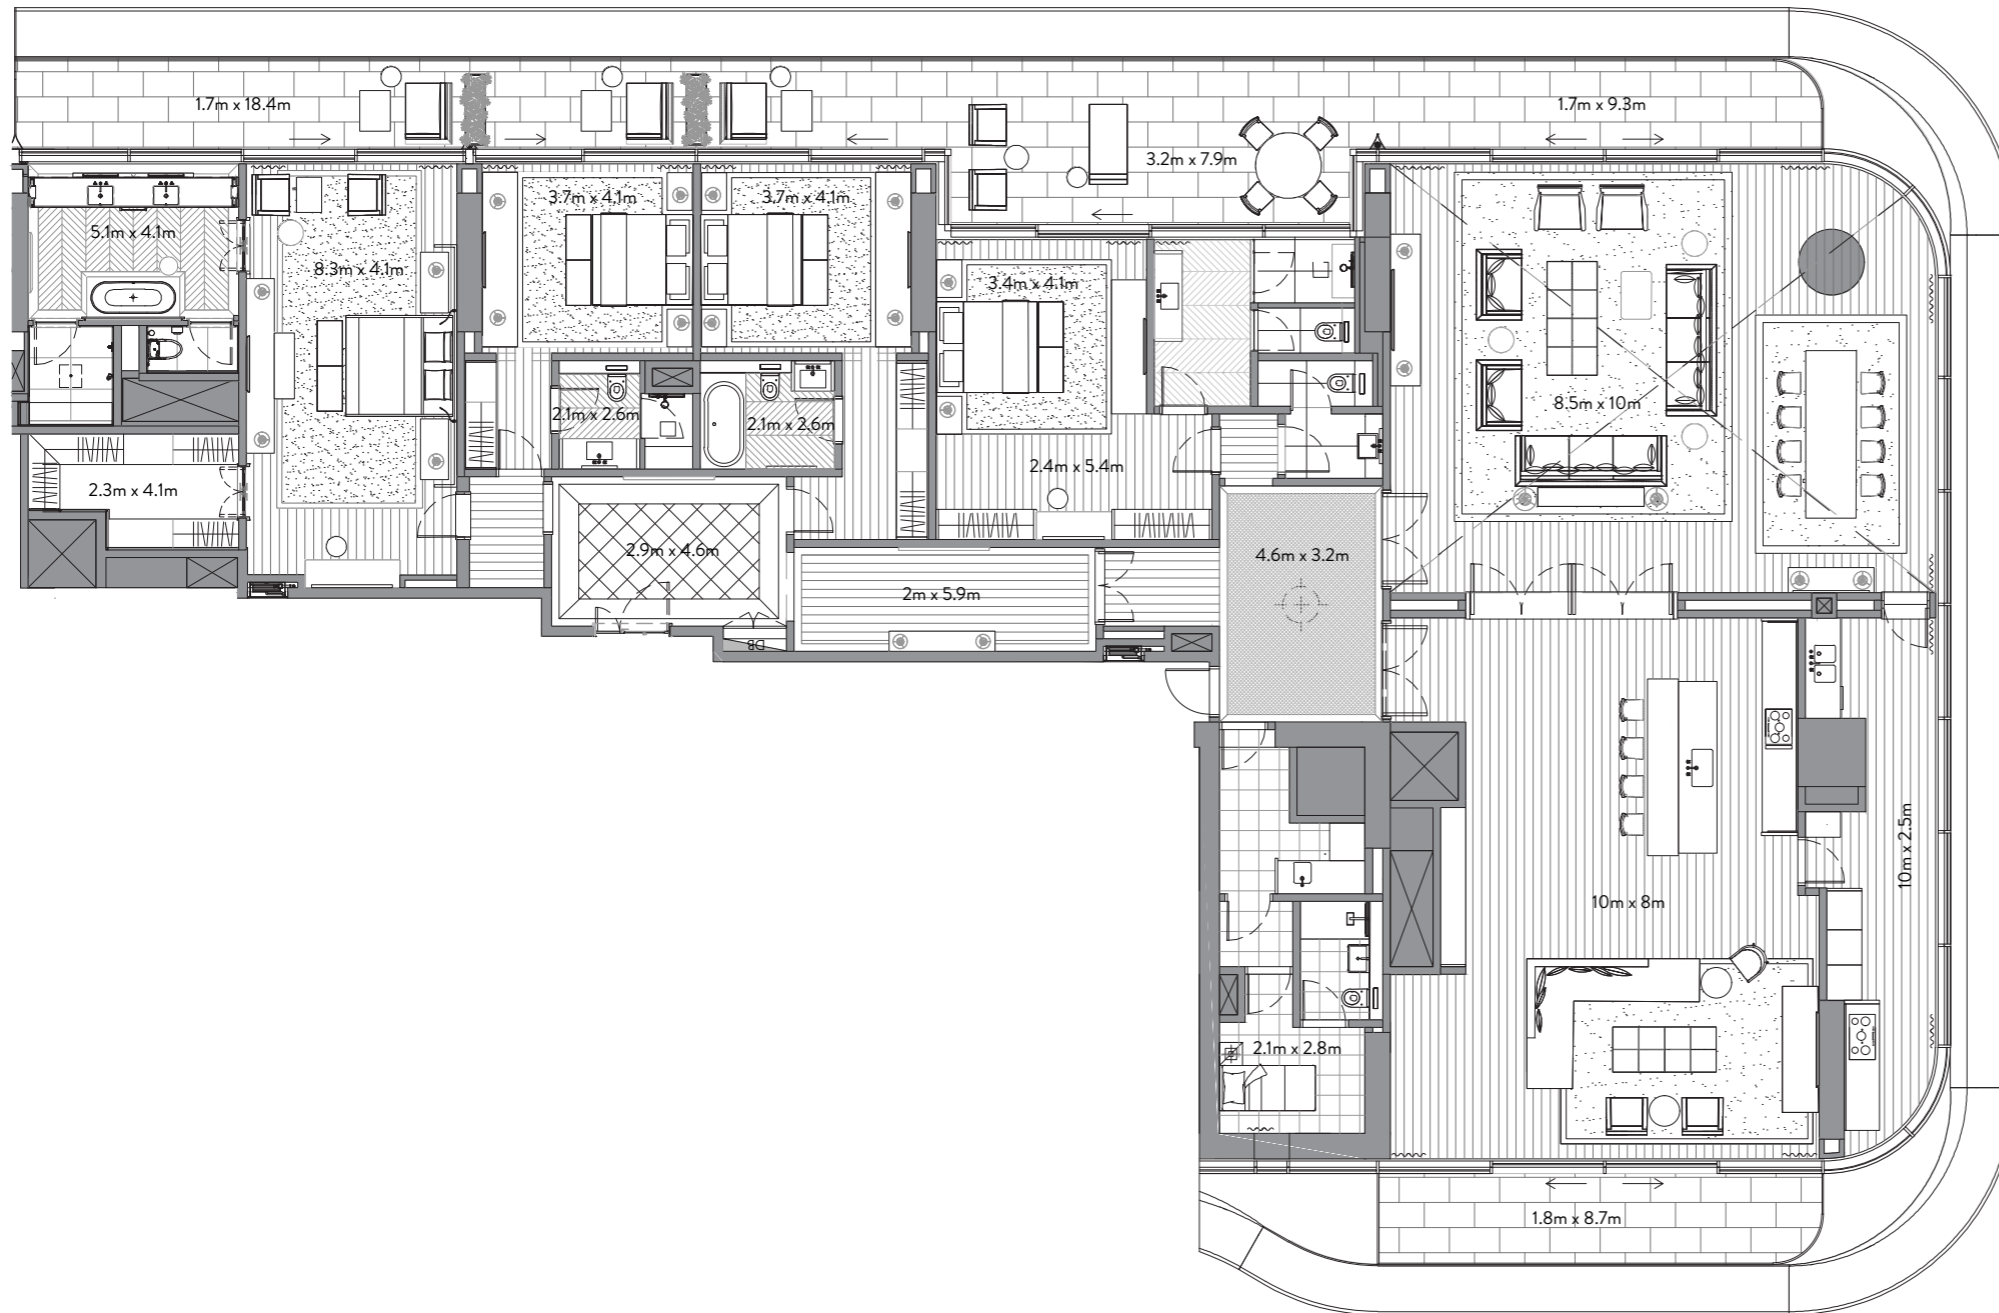 1.7m x 18.4m
1.7m x 9.3m
3.2m x 7.9m
3.7m x 4.1m
3.7m x 4.1m
5.1m x 4.1m
8.3m x 4.1m
3.4m x 4.1m
8.5m x 10m
2.1m x 2.6m
2.1m x 2.6m
2.4m x 5.4m
2.3m x 4.1m
2.9m x 4.6m
4.6m x 3.2m
2m x 5.9m
DB
10m x 2.5m
10m x 8m
2.1m x 2.8m
1.8m x 8.7m